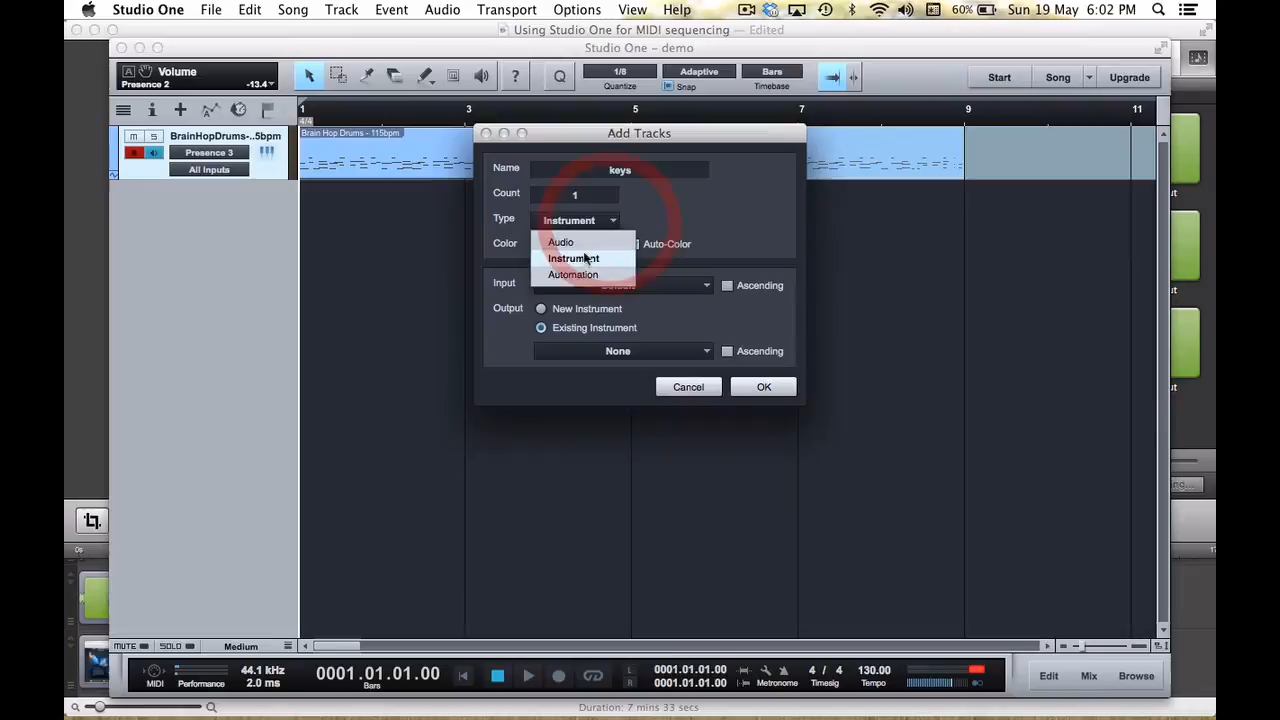 Studio One File Edit Song Track Event Audio Transport Options View Help 60% Sun 19 May 6:02 PM
Using Studio One for MIDI sequencing — Edited
Studio One - demo
Volume
Presence 2 -13.4
1/8 Adaptive Bars
Quantize Snap Timebase
? Q Start Song Upgrade
1 3 5 7 9 11
4/4
M S BrainHopDrums-..5bpm
Presence 3
All Inputs
Brain Hop Drums - 115bpm
Add Tracks
Name keys
Count 1
Type Instrument
Audio
Instrument
Automation
Color Auto-Color
Input Ascending
Output New Instrument
Existing Instrument
None Ascending
Cancel OK
0s
MUTE SOLO Medium
MIDI Performance 44.1 kHz 2.0 ms
0001.01.01.00
Bars
L 0001.01.01.00
R 0001.01.01.00
Metronome
4 / 4
Timesig
130.00
Tempo
Edit Mix Browse
Duration: 7 mins 33 secs